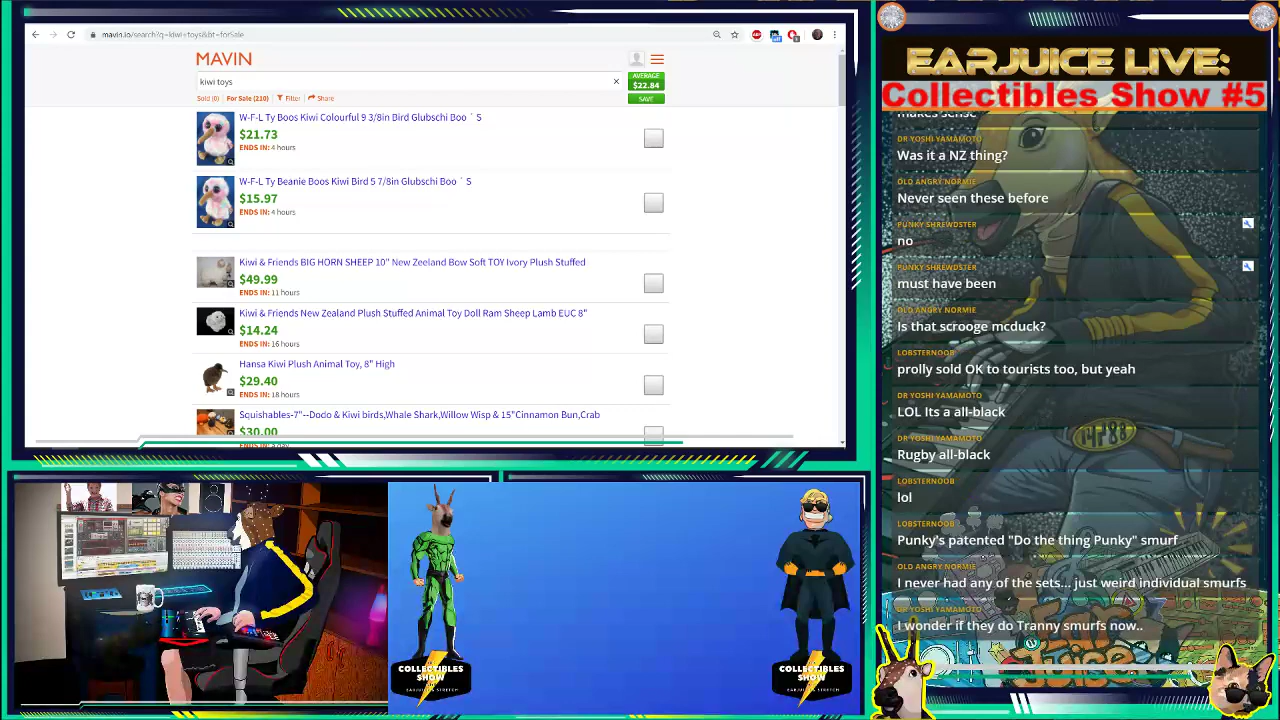 mavin.io/search?q=kiwi+toys&bt=forSale
MAVIN
kiwi toys
AVERAGE
$22.84
Sold (0) For Sale (210) Filter Share
SAVE
W-F-L Ty Boos Kiwi Colourful 9 3/8in Bird Glubschi Boo ` S
$21.73
ENDS IN: 4 hours
W-F-L Ty Beanie Boos Kiwi Bird 5 7/8in Glubschi Boo ` S
$15.97
ENDS IN: 4 hours
Kiwi & Friends BIG HORN SHEEP 10" New Zeeland Bow Soft TOY Ivory Plush Stuffed
$49.99
ENDS IN: 11 hours
Kiwi & Friends New Zealand Plush Stuffed Animal Toy Doll Ram Sheep Lamb EUC 8"
$14.24
ENDS IN: 16 hours
Hansa Kiwi Plush Animal Toy, 8" High
$29.40
ENDS IN: 18 hours
Squishables-7"--Dodo & Kiwi birds,Whale Shark,Willow Wisp & 15"Cinnamon Bun,Crab
$30.00
COLLECTIBLES
SHOW
EARJUICE & STRETCH
COLLECTIBLES
SHOW
EARJUICE & STRETCH
EARJUICE LIVE:
Collectibles Show #5
makes sense
DR YOSHI YAMAMOTO
Was it a NZ thing?
OLD ANGRY NORMIE
Never seen these before
PUNKY SHREWDSTER
no
PUNKY SHREWDSTER
must have been
OLD ANGRY NORMIE
Is that scrooge mcduck?
LOBSTERNOOB
prolly sold OK to tourists too, but yeah
DR YOSHI YAMAMOTO
LOL Its a all-black
DR YOSHI YAMAMOTO
Rugby all-black
LOBSTERNOOB
lol
LOBSTERNOOB
Punky's patented "Do the thing Punky" smurf
OLD ANGRY NORMIE
I never had any of the sets... just weird individual smurfs
DR YOSHI YAMAMOTO
I wonder if they do Tranny smurfs now..